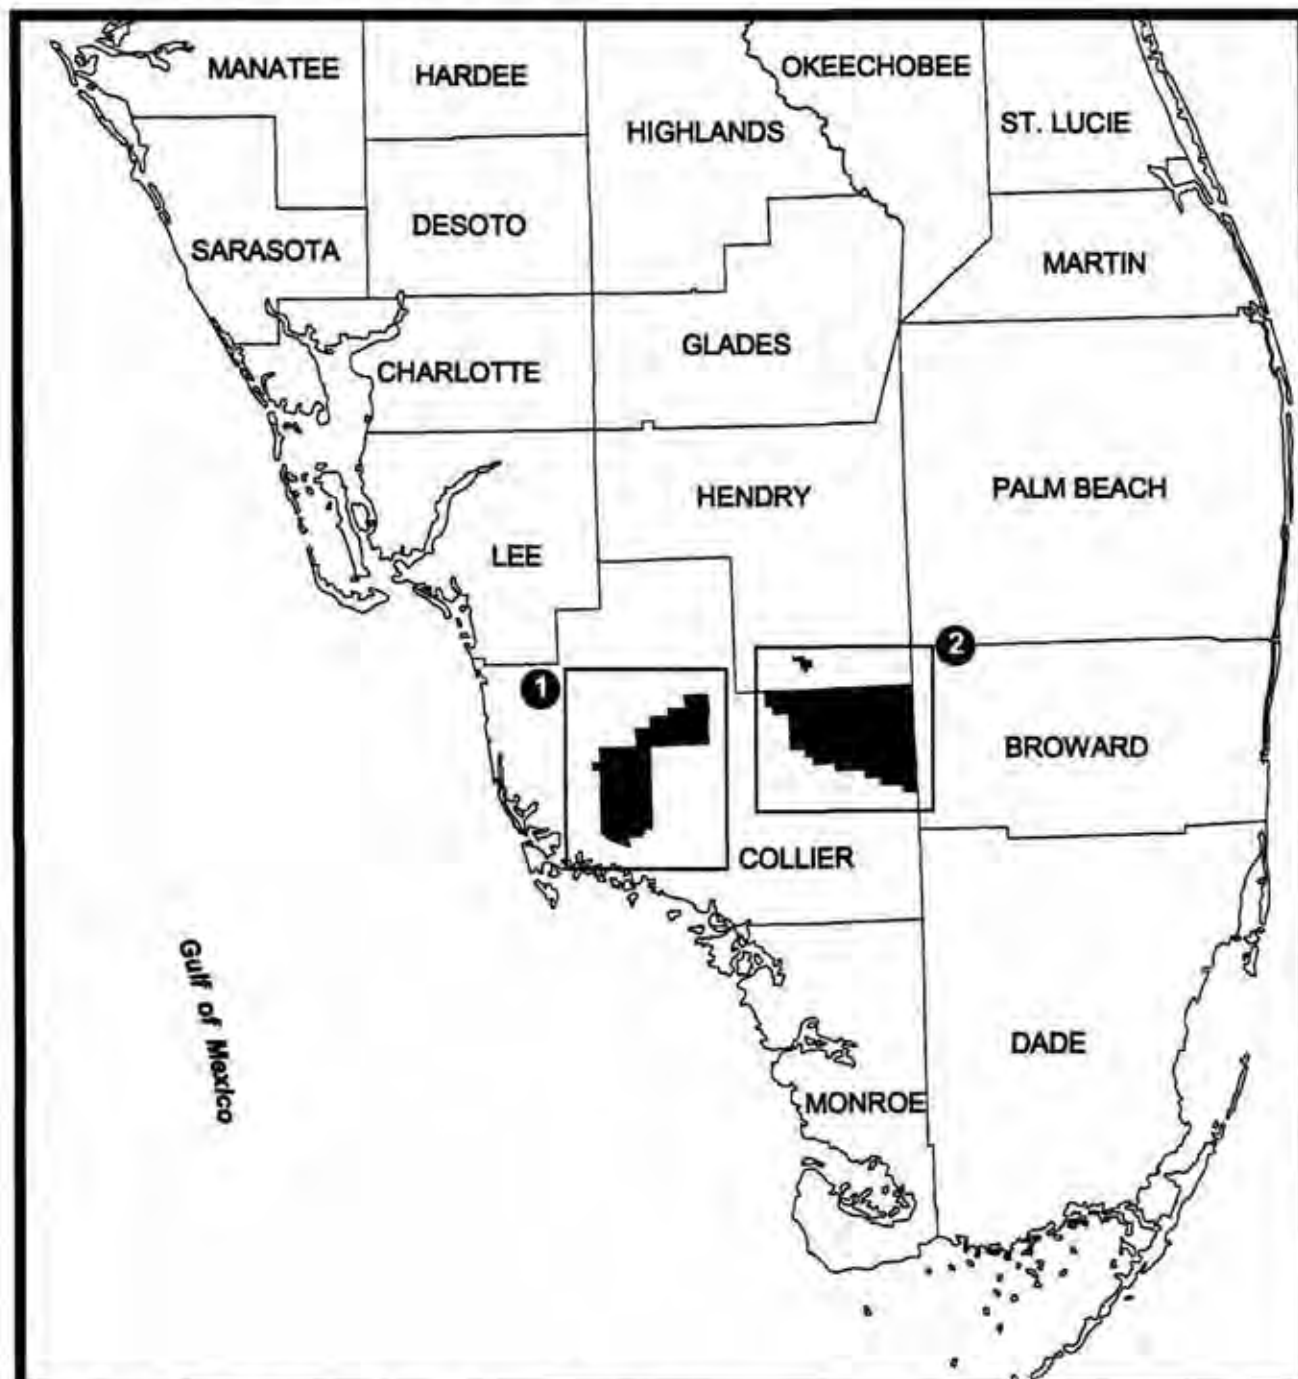 MANATEE
HARDEE
OKEECHOBEE
HIGHLANDS
ST. LUCIE
DESOTO
SARASOTA
MARTIN
GLADES
CHARLOTTE
HENDRY
PALM BEACH
LEE
2
1
BROWARD
COLLIER
Gulf of Mexico
DADE
MONROE